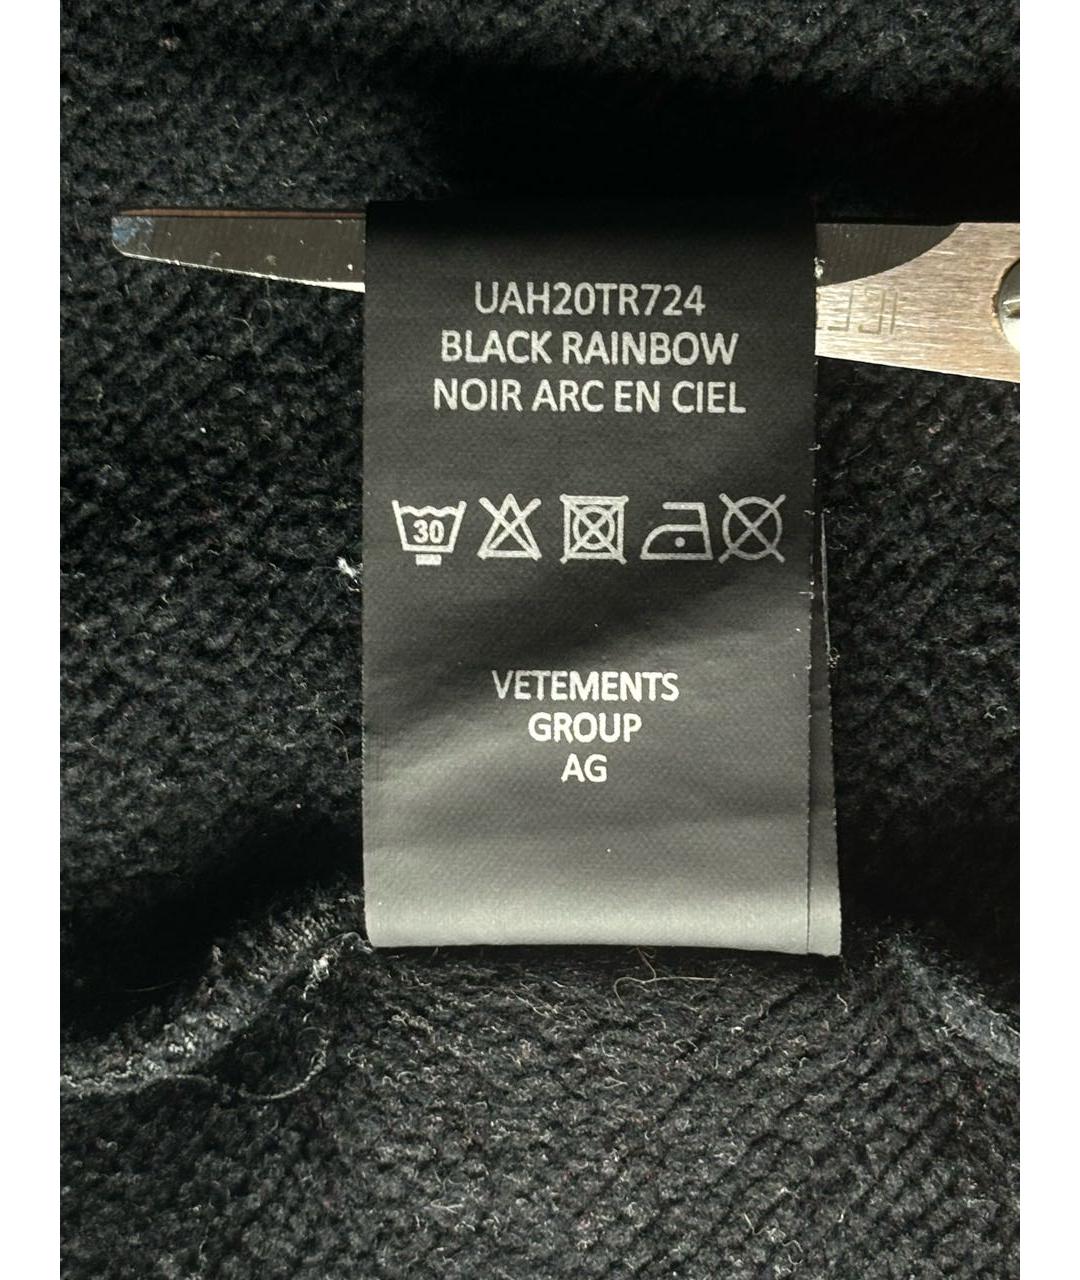 UAH20TR724
BLACK RAINBOW
NOIR ARC EN CIEL
30
VETEMENTS
GROUP
AG